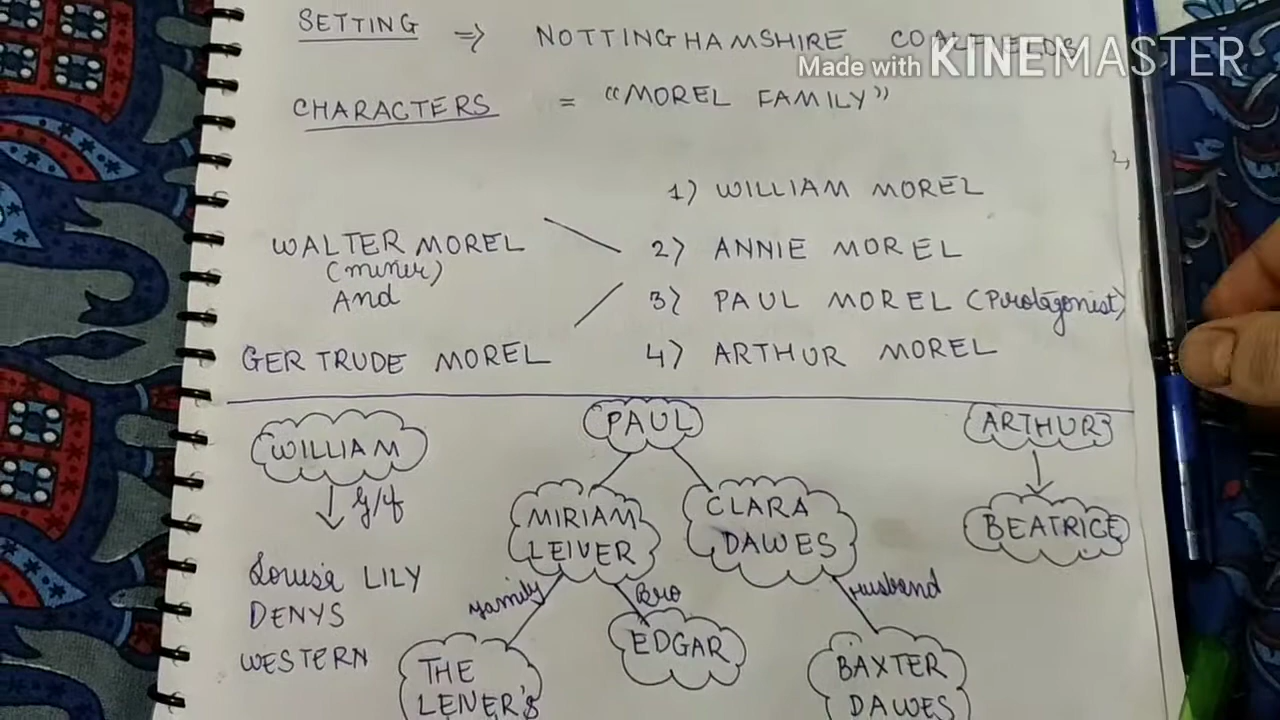 SETTING => NOTTINGHAMSHIRE COALFIELDS
Made with KINEMASTER
CHARACTERS = "MOREL FAMILY"
1) WILLIAM MOREL
WALTER MOREL 2) ANNIE MOREL
(miner)
And 3) PAUL MOREL (Protagonist)
GERTRUDE MOREL 4) ARTHUR MOREL
WILLIAM PAUL ARTHUR
g/f
MIRIAM LEIVER CLARA DAWES BEATRICE
Louisa LILY
DENYS
WESTERN
family Bro Husband
THE LEIVER'S EDGAR BAXTER DAWES